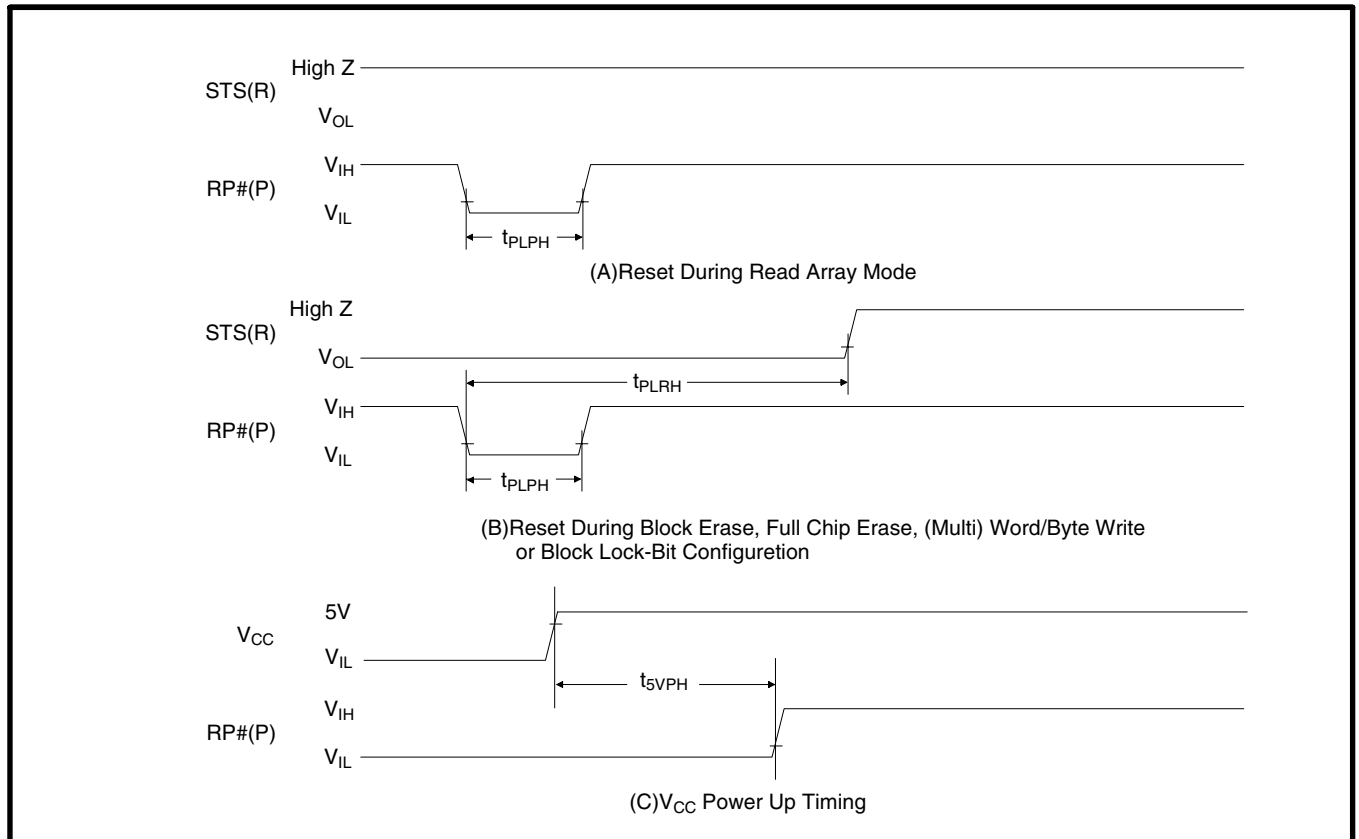 High Z
STS(R)
VOL
VIH
RP#(P)
VIL
tPLPH
(A)Reset During Read Array Mode
High Z
STS(R)
VOL
tPLRH
VIH
RP#(P)
VIL
tPLPH
(B)Reset During Block Erase, Full Chip Erase, (Multi) Word/Byte Write
or Block Lock-Bit Configuretion
5V
VCC
VIL
t5VPH
VIH
RP#(P)
VIL
(C)VCC Power Up Timing